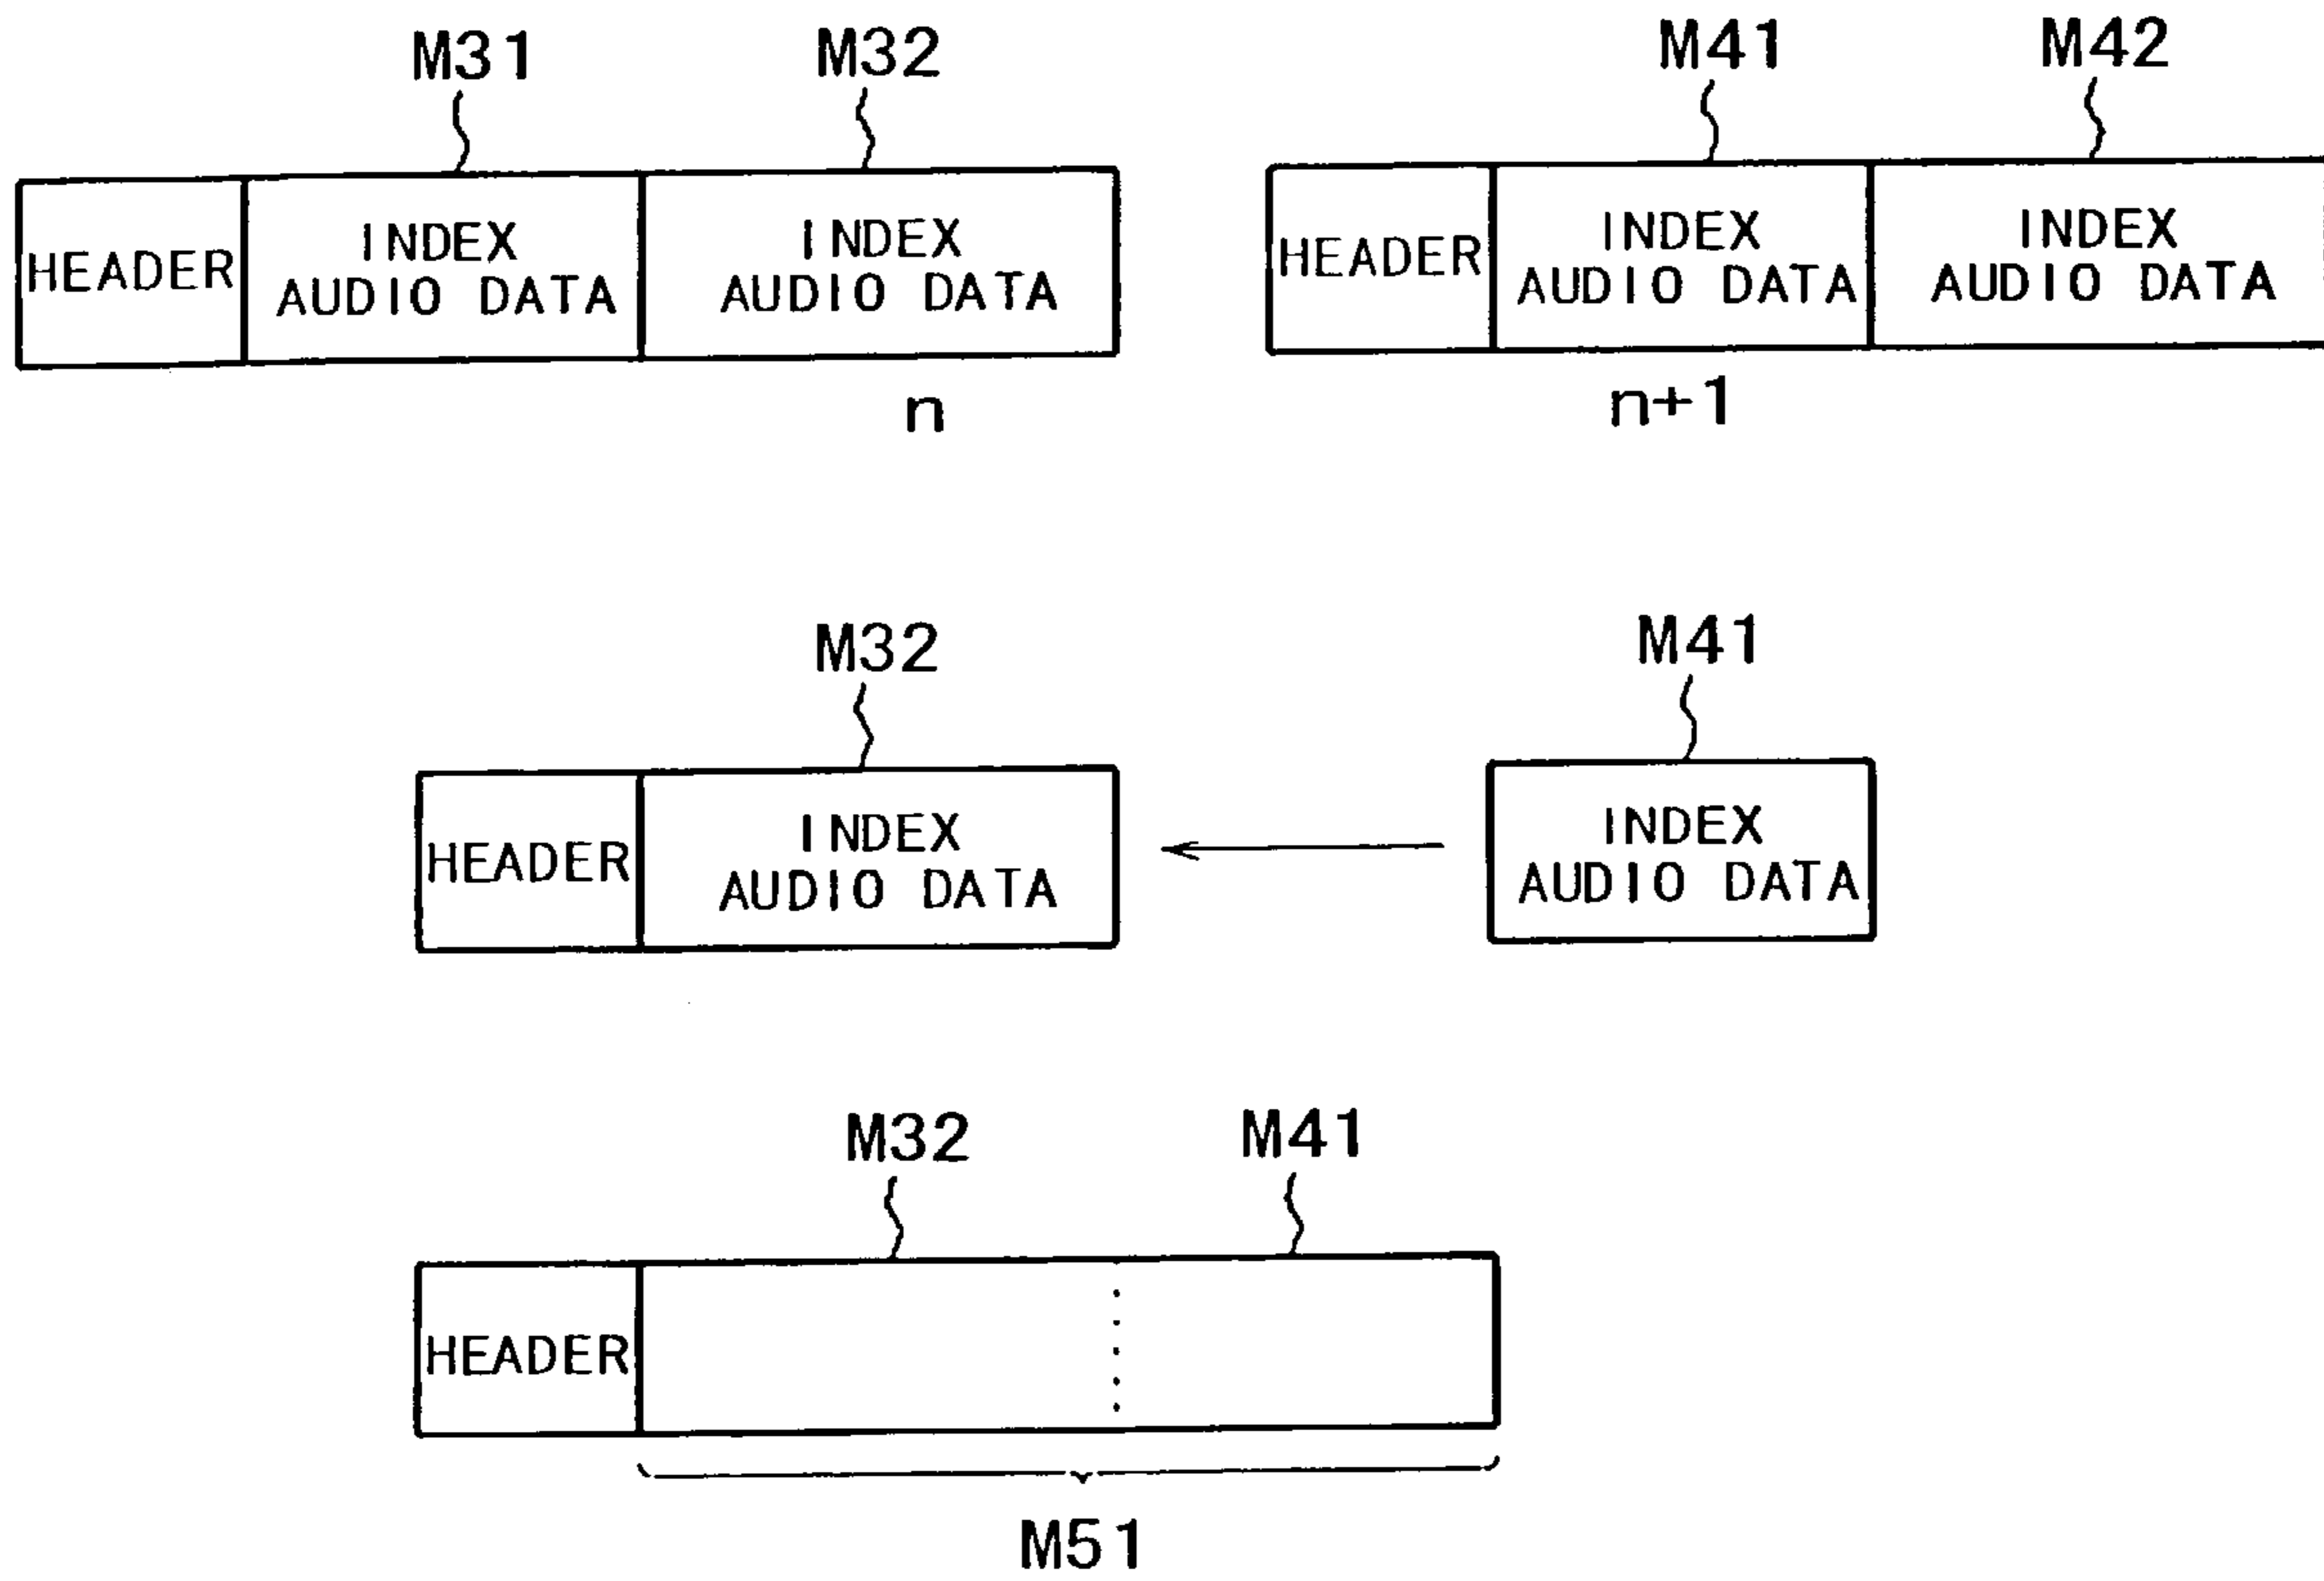 M31 M32 M41 M42
HEADER INDEX AUDIO DATA INDEX AUDIO DATA HEADER INDEX AUDIO DATA INDEX AUDIO DATA
n n+1
M32 M41
HEADER INDEX AUDIO DATA INDEX AUDIO DATA
M32 M41
HEADER
M51